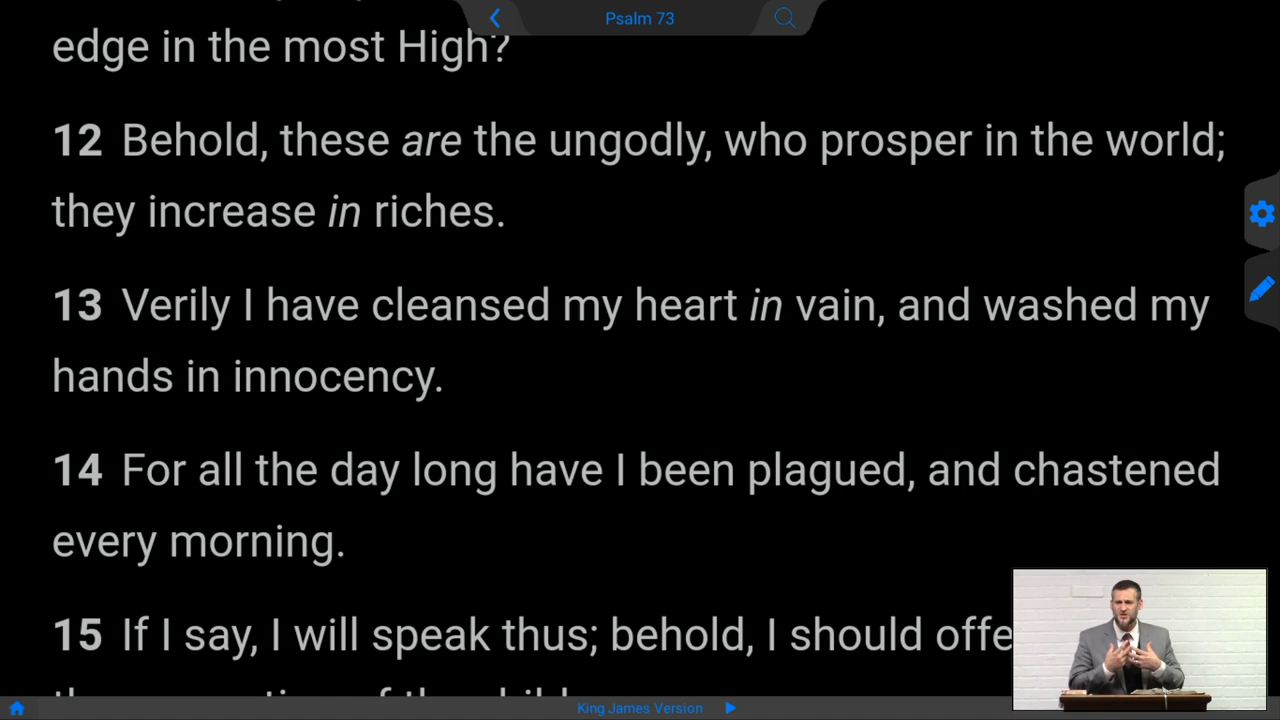 Psalm 73
edge in the most High?
12 Behold, these are the ungodly, who prosper in the world;
they increase in riches.
13 Verily I have cleansed my heart in vain, and washed my
hands in innocency.
14 For all the day long have I been plagued, and chastened
every morning.
15 If I say, I will speak thus; behold, I should offe
King James Version